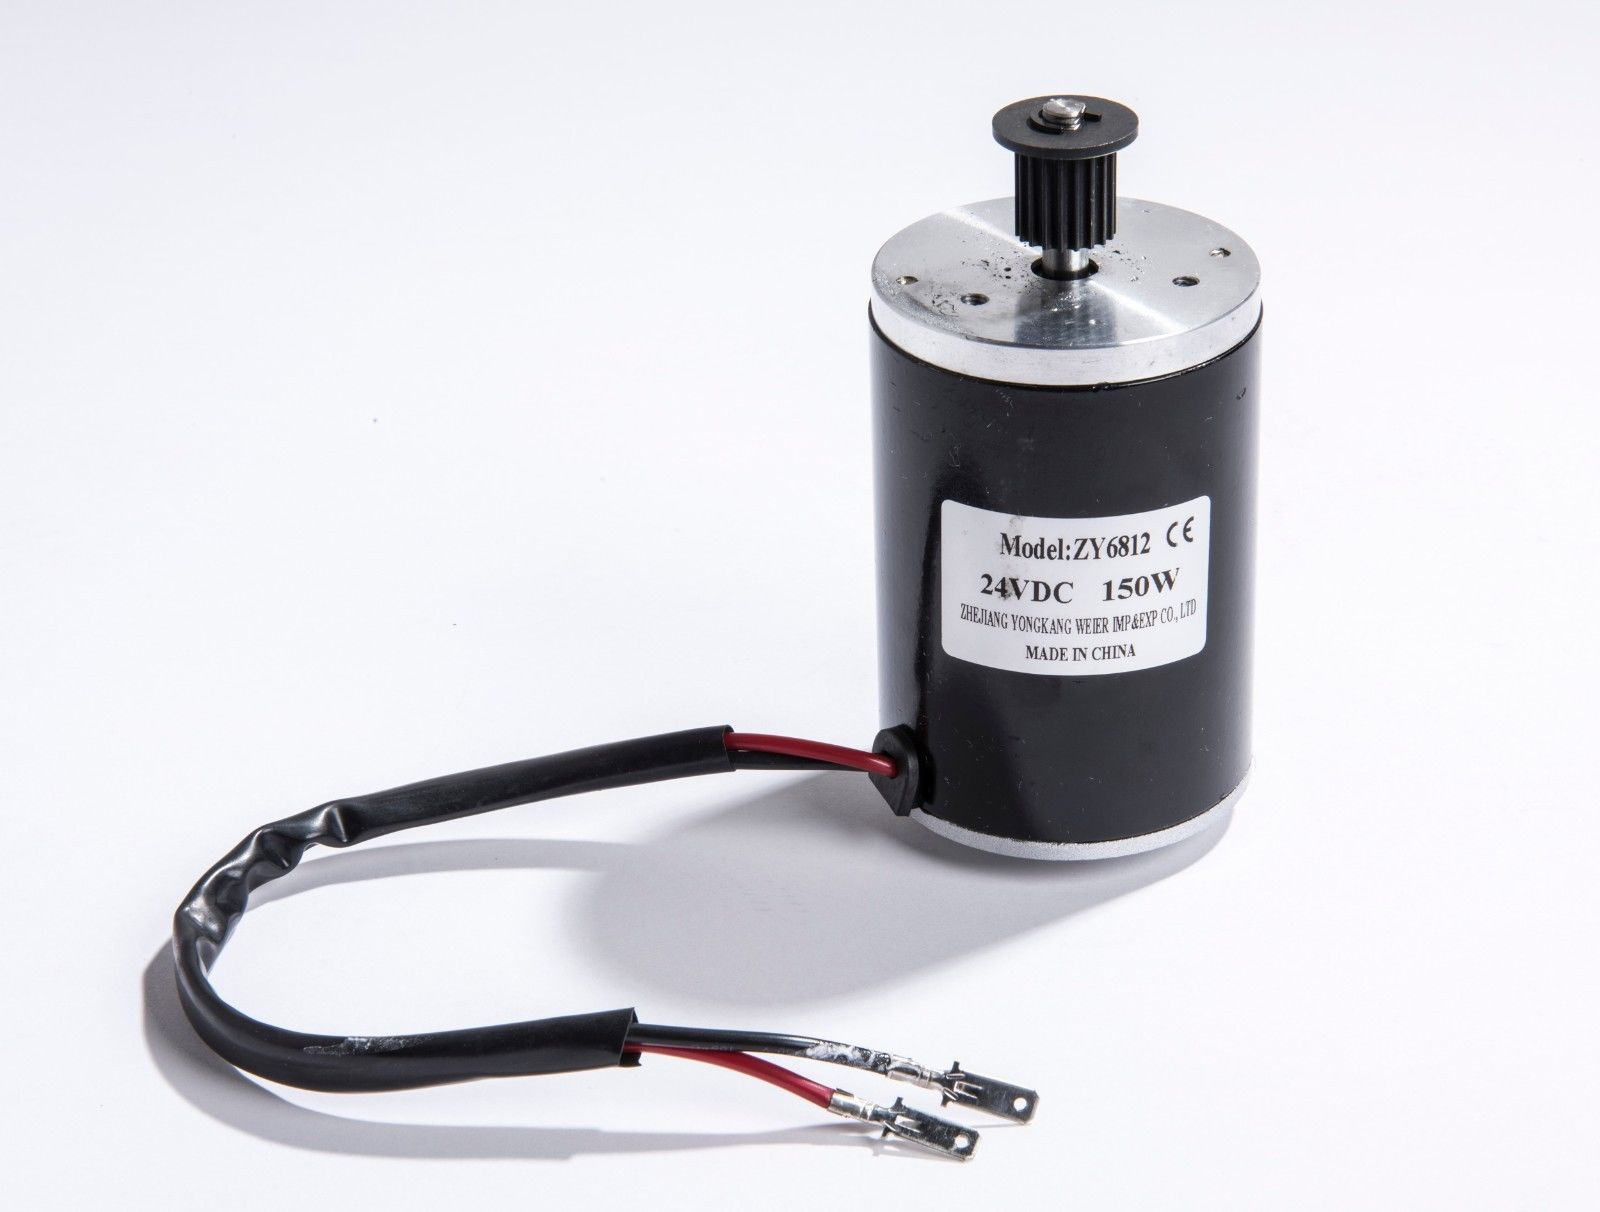 Model:ZY6812 CE
24VDC 150W
ZHEJIANG YONGKANG WEIER IMP&EXP CO., LTD
MADE IN CHINA